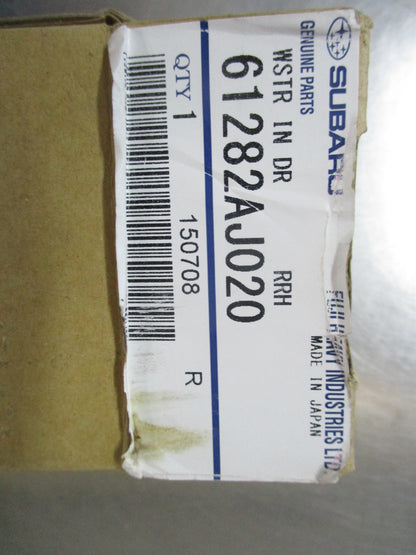 SUBARU
GENUINE PARTS
FUJI HEAVY INDUSTRIES LTD.
MADE IN JAPAN
WSTR IN DR RRH
61282AJ020
QTY 1 150708 R